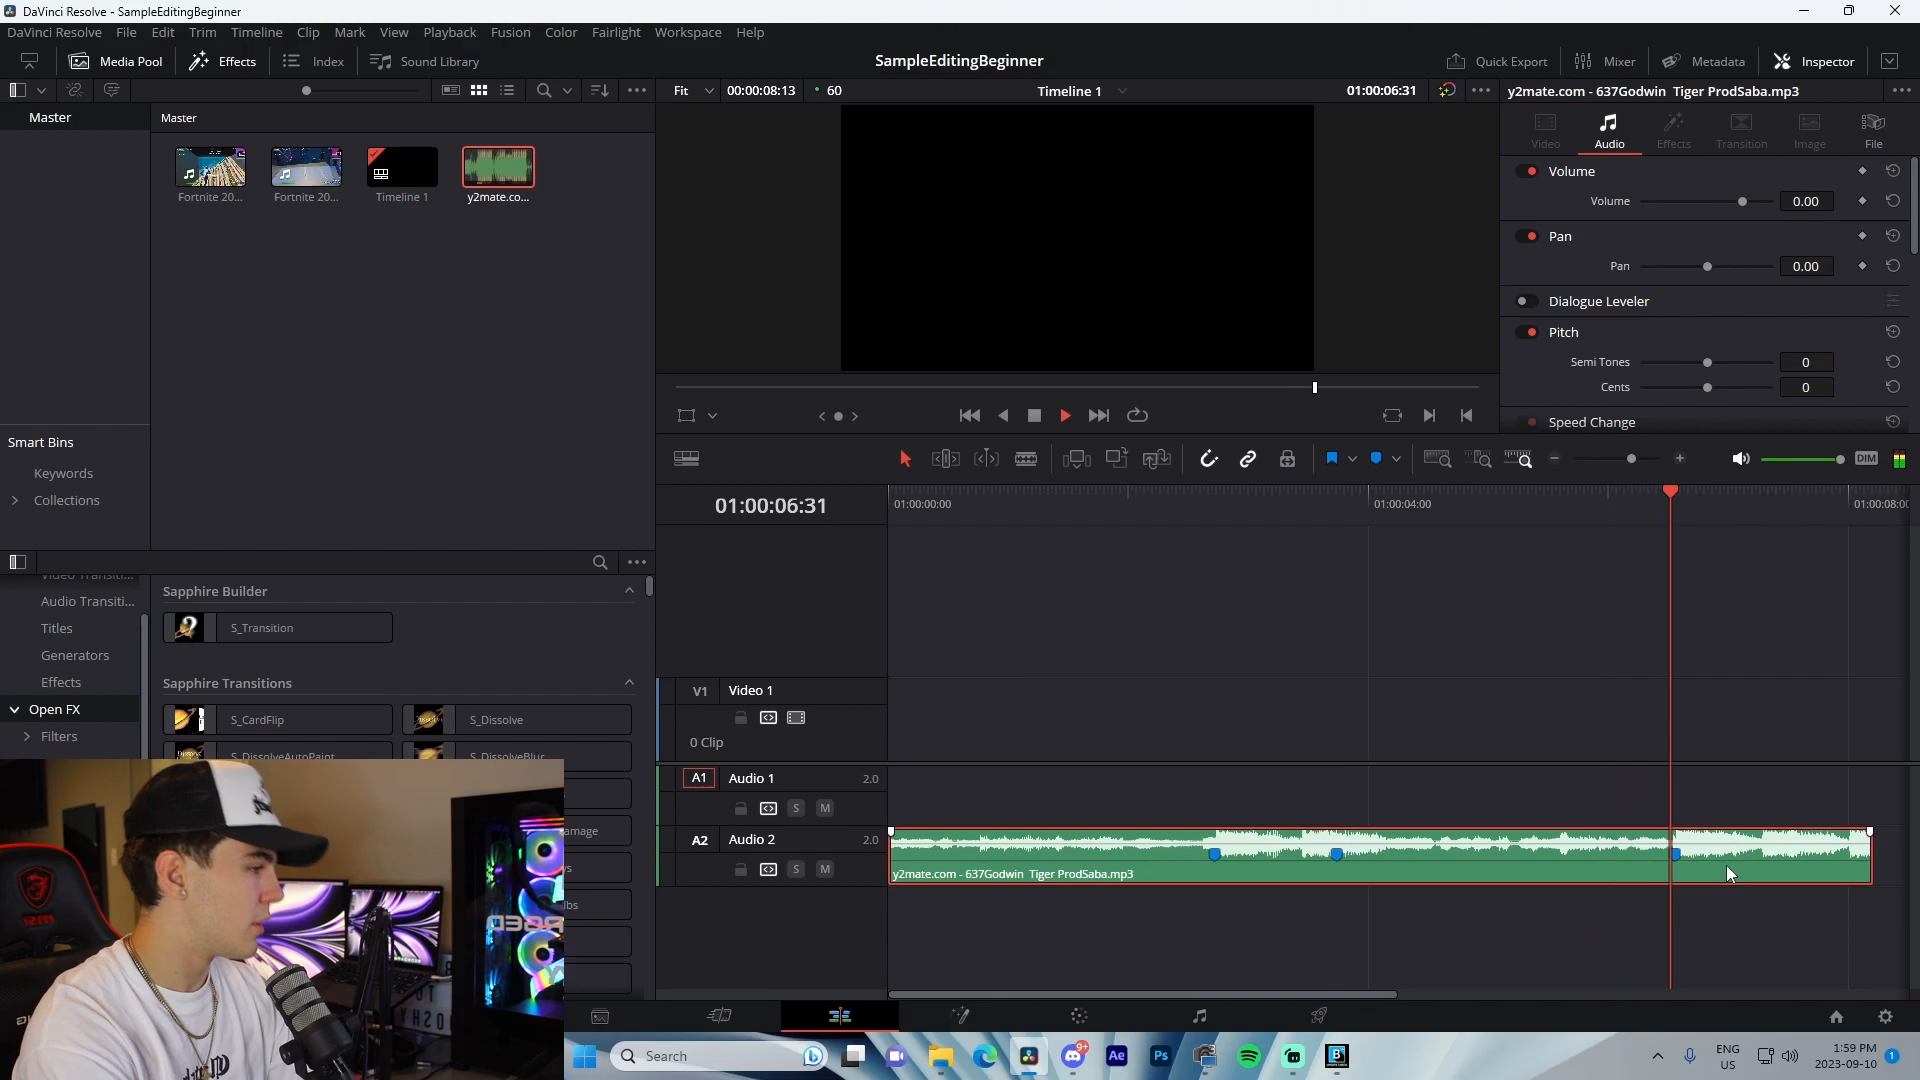 DaVinci Resolve - SampleEditingBeginner
DaVinci Resolve File Edit Trim Timeline Clip Mark View Playback Fusion Color Fairlight Workspace Help
Media Pool Effects Index Sound Library SampleEditingBeginner Quick Export Mixer Metadata Inspector
Fit 00:00:08:13 60 Timeline 1 01:00:06:31 y2mate.com - 637Godwin Tiger ProdSaba.mp3
Master Master
Video Audio Effects Transition Image File
Fortnite 20... Fortnite 20... Timeline 1 y2mate.co...
Volume
Volume 0.00
Pan
Pan 0.00
Dialogue Leveler
Pitch
Semi Tones 0
Cents 0
Speed Change
Smart Bins
Keywords
Collections
DIM
01:00:06:31 01:00:00:00 01:00:04:00 01:00:08:00
Video Transiti...
Audio Transiti...
Titles
Generators
Effects
Open FX
Filters
Sapphire Builder
S_Transition
Sapphire Transitions
S_CardFlip S_Dissolve
S_DissolveAutoPaint S_DissolveBlur
V1 Video 1
0 Clip
A1 Audio 1 2.0
S M
A2 Audio 2 2.0
S M
y2mate.com - 637Godwin Tiger ProdSaba.mp3
Search
9+
Ae
Ps
ENG
US
1:59 PM
2023-09-10
1